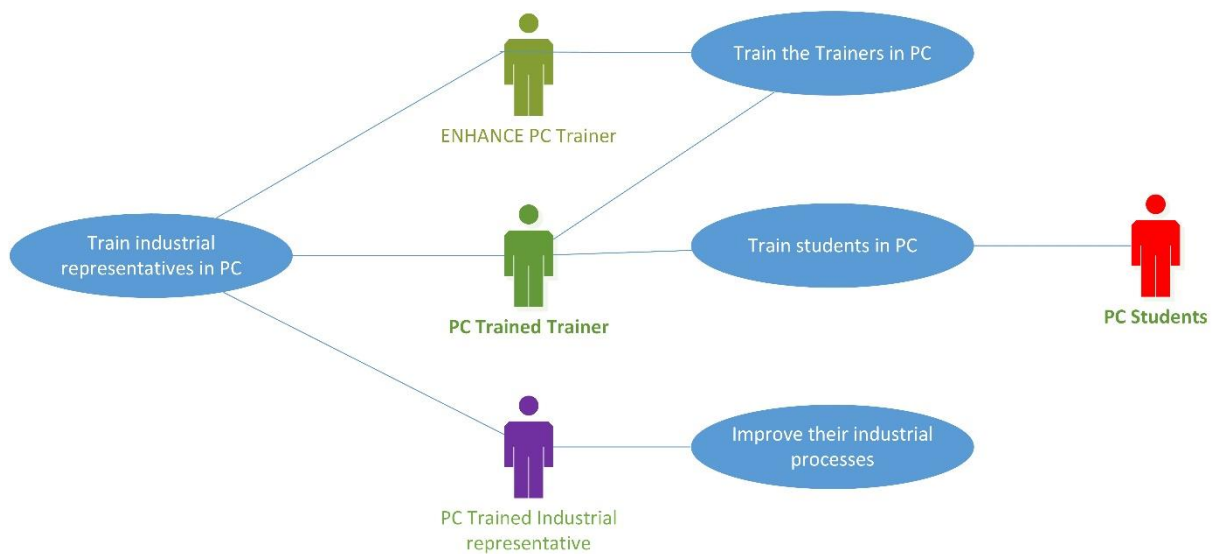 Train the Trainers in PC
ENHANCE PC Trainer
Train industrial
representatives in PC
Train students in PC
PC Trained Trainer
PC Students
Improve their industrial
processes
PC Trained Industrial
representative